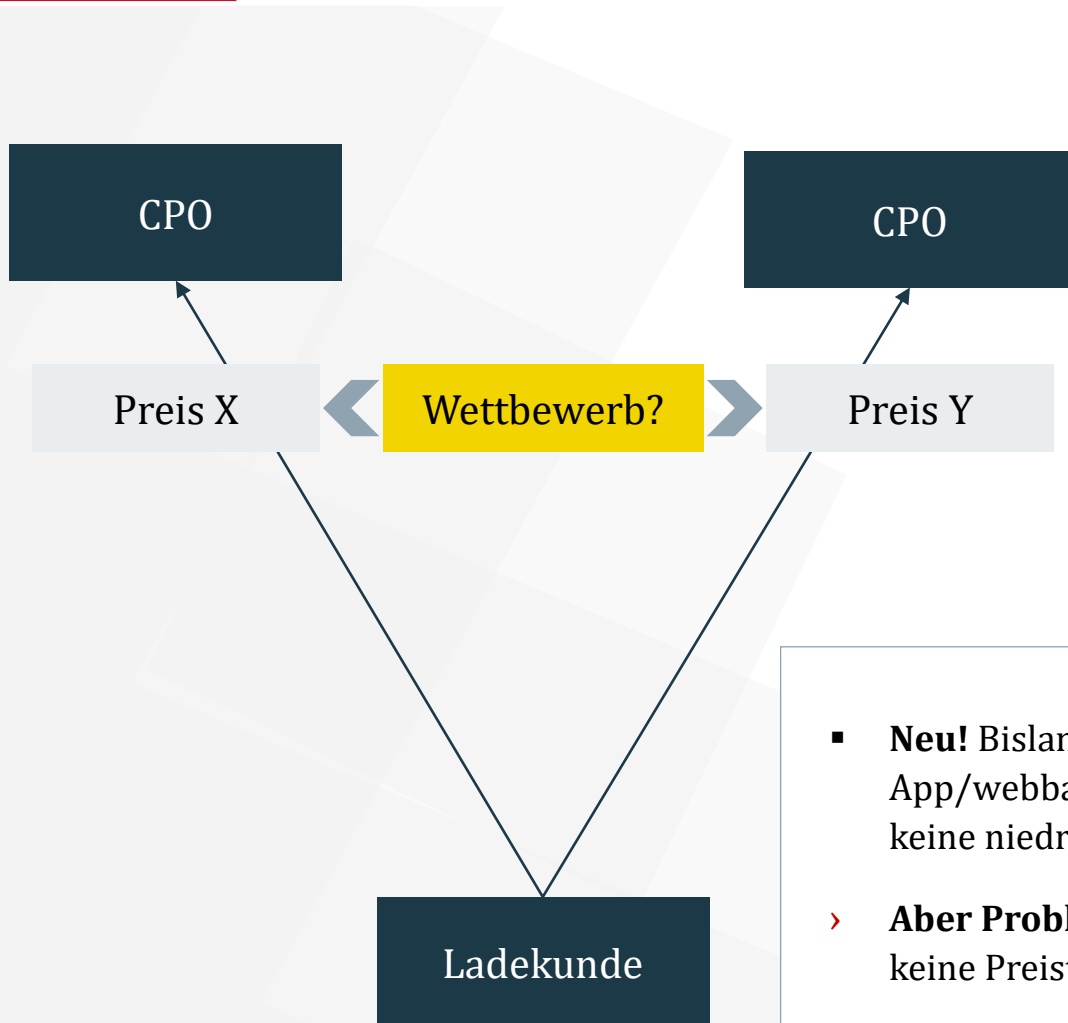 CPO
CPO
Preis X
Wettbewerb?
Preis Y
▪ Neu!
keine
› Aber
keine
Ladekunde